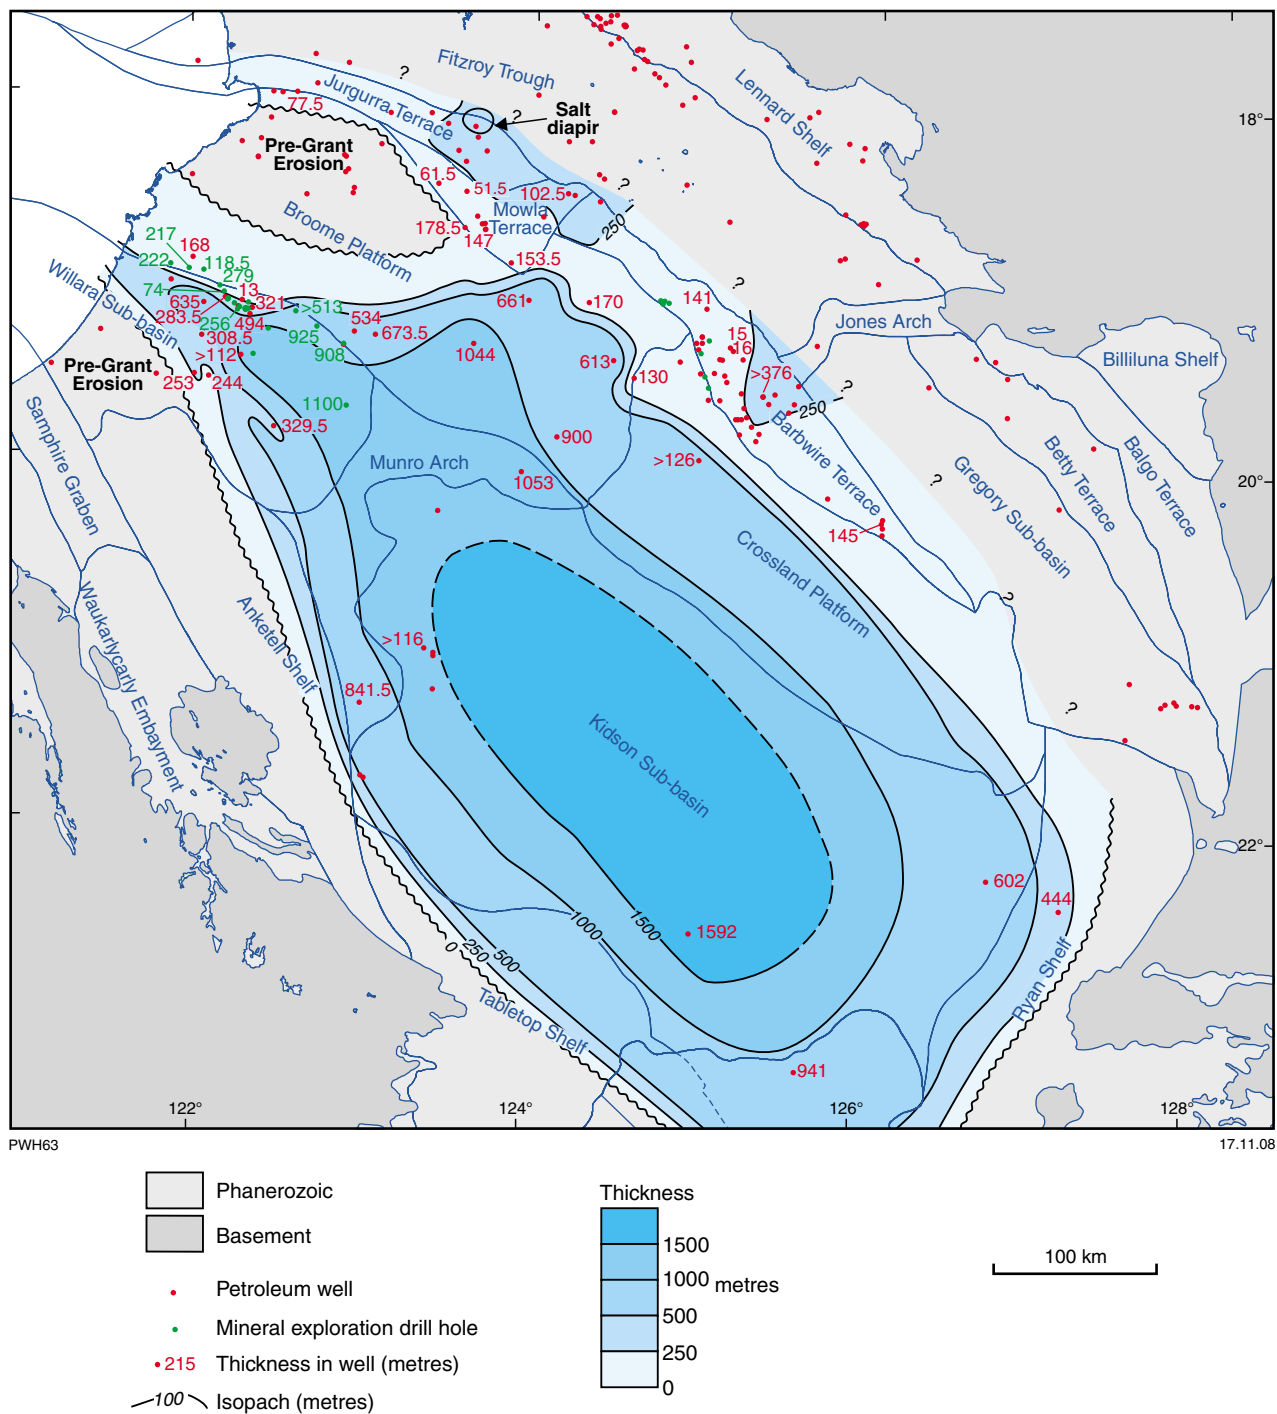 ?
Fitzroy Trough
Lennard Shelf
Jurgurra Terrace
77.5
?
Salt
diapir
18°
Pre-Grant
Erosion
61.5
51.5
102.5
?
Mowla
Terrace
250
Broome Platform
178.5
147
153.5
217
168
222
118.5
279
74
13
Willara Sub-basin
635
321
>513
283.5
256
494
534
308.5
925
673.5
>112
908
661
170
141
?
Jones Arch
15
16
1044
613
130
>376
?
250
Billiluna Shelf
Pre-Grant
Erosion
253
244
1100
329.5
Samphire Graben
Munro Arch
900
1053
>126
Barbwire Terrace
145
?
Gregory Sub-basin
Betty Terrace
Balgo Terrace
20°
Crossland Platform
Waukarlycarly Embayment
Anketell Shelf
?
>116
841.5
?
Kidson Sub-basin
22°
602
444
1592
1000
1500
0
250
500
Ryan Shelf
Tabletop Shelf
941
122°
124°
126°
128°
PWH63
17.11.08
Phanerozoic
Basement
Petroleum well
Mineral exploration drill hole
215 Thickness in well (metres)
100 Isopach (metres)
Thickness
1500
1000
metres
500
250
0
100 km